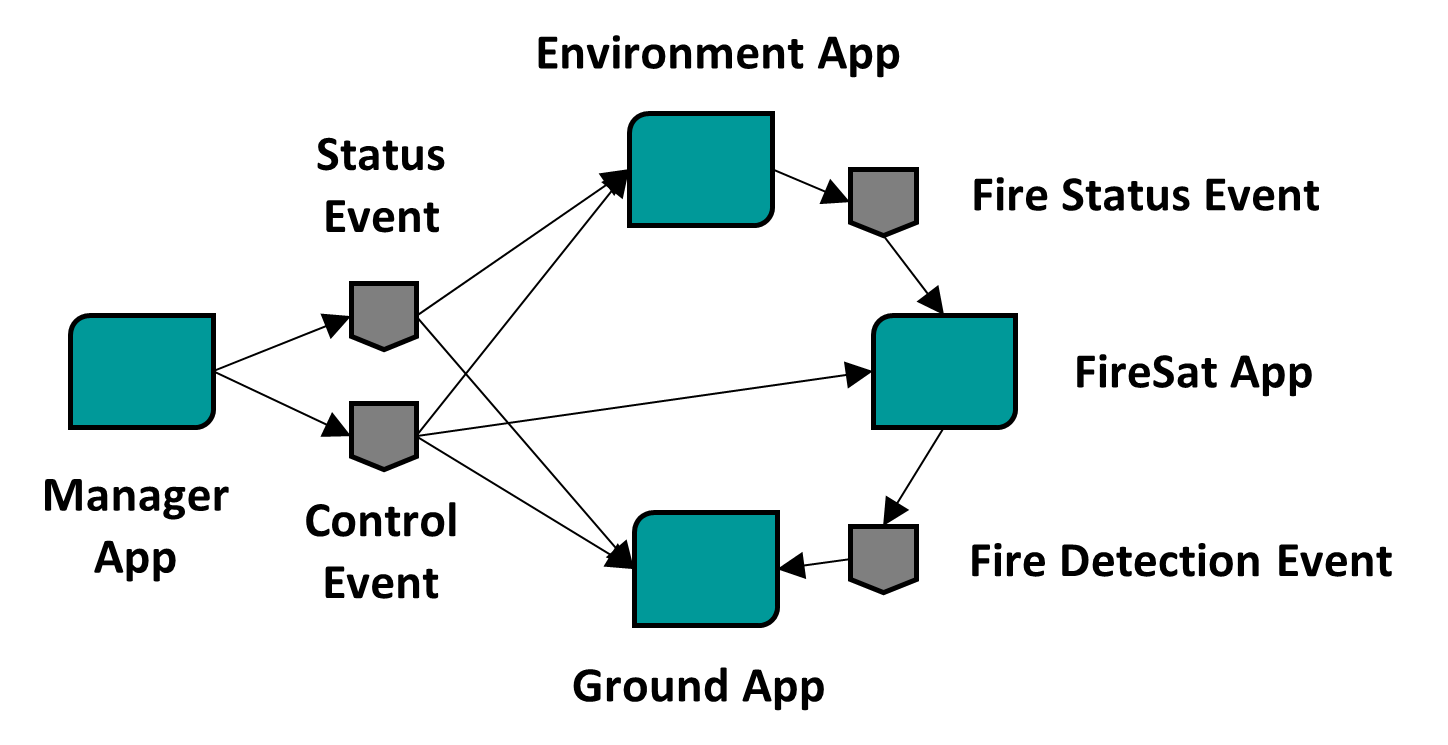 Environment App
Status
Event
Fire Status Event
FireSat App
Manager
App
Control
Event
Fire Detection Event
Ground App